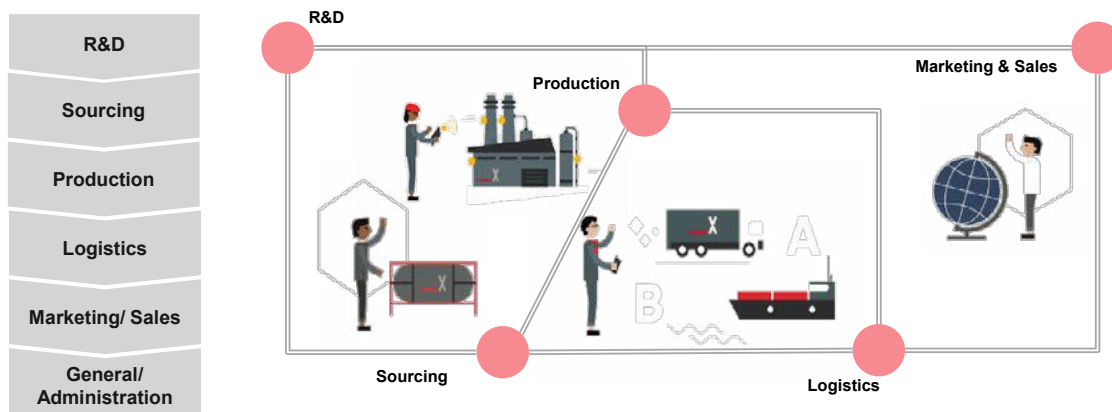 R&D
Sourcing
Production
Logistics
Marketing/ Sales
General/
Administration
R&D
Marketing & Sales
Production
X
X
X
A
B
Sourcing
Logistics